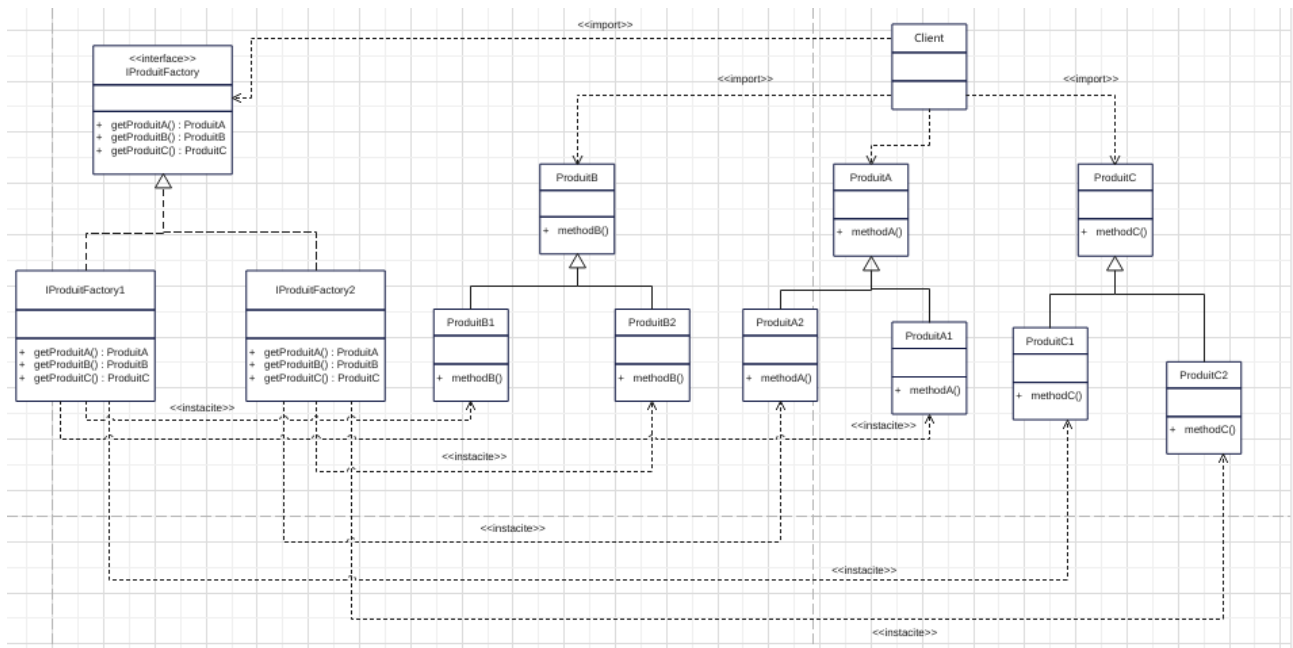 <<import>>
Client
<<interface>>
IProduitFactory
+ getProduitA() : ProduitA
+ getProduitB() : ProduitB
+ getProduitC() : ProduitC
<<import>>
<<import>>
ProduitB
+ methodB()
ProduitA
+ methodA()
ProduitC
+ methodC()
IProduitFactory1
+ getProduitA() : ProduitA
+ getProduitB() : ProduitB
+ getProduitC() : ProduitC
IProduitFactory2
+ getProduitA() : ProduitA
+ getProduitB() : ProduitB
+ getProduitC() : ProduitC
ProduitB1
+ methodB()
ProduitB2
+ methodB()
ProduitA2
+ methodA()
ProduitA1
+ methodA()
ProduitC1
+ methodC()
ProduitC2
+ methodC()
<<instacite>>
<<instacite>>
<<instacite>>
<<instacite>>
<<instacite>>
<<instacite>>